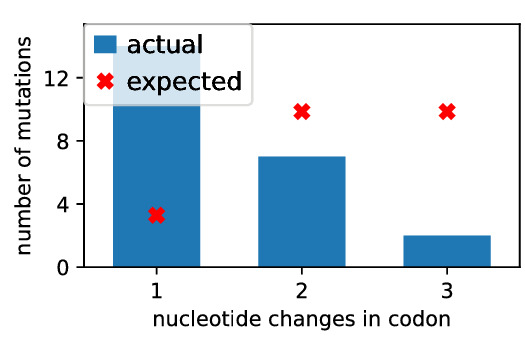 actual
expected
number of mutations
12
8
4
0
1 2 3
nucleotide changes in codon